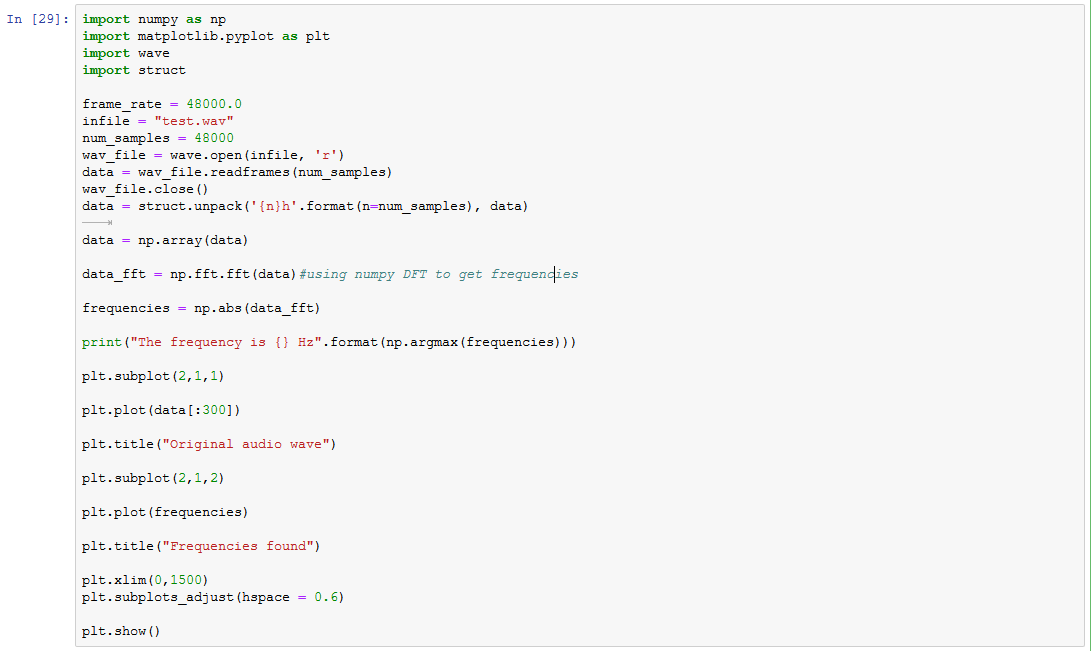 In [29]:
import numpy as np
import matplotlib.pyplot as plt
import wave
import struct
frame_rate = 48000.0
infile = "test.wav"
num_samples = 48000
wav_file = wave.open(infile, 'r')
data = wav_file.readframes(num_samples)
wav_file.close()
data = struct.unpack('{n}h'.format(n=num_samples), data)
data = np.array(data)
data_fft = np.fft.fft(data)#using numpy DFT to get frequencies
frequencies = np.abs(data_fft)
print("The frequency is {} Hz".format(np.argmax(frequencies)))
plt.subplot(2,1,1)
plt.plot(data[:300])
plt.title("Original audio wave")
plt.subplot(2,1,2)
plt.plot(frequencies)
plt.title("Frequencies found")
plt.xlim(0,1500)
plt.subplots_adjust(hspace = 0.6)
plt.show()